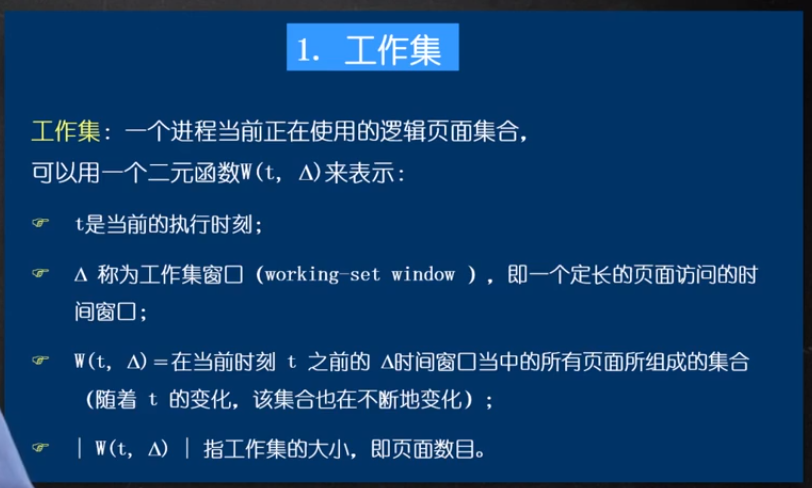 1. 工作集
工作集：一个进程当前正在使用的逻辑页面集合，
可以用一个二元函数W(t, Δ)来表示：
☞ t是当前的执行时刻；
☞ Δ 称为工作集窗口（working-set window ），即一个定长的页面访问的时
间窗口；
☞ W(t, Δ)＝在当前时刻 t 之前的 Δ时间窗口当中的所有页面所组成的集合
（随着 t 的变化，该集合也在不断地变化）；
☞ | W(t, Δ) | 指工作集的大小，即页面数目。